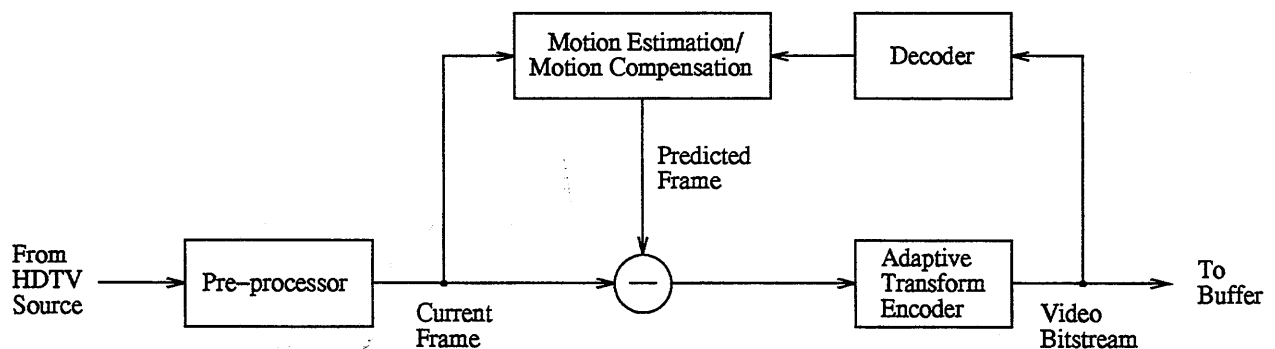 Motion Estimation/
Motion Compensation
Decoder
Predicted
Frame
From
HDTV
Source
Pre-processor
Current
Frame
—
Adaptive
Transform
Encoder
Video
Bitstream
To
Buffer